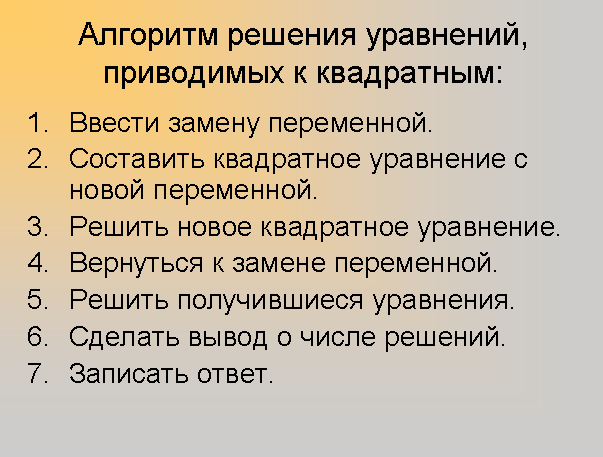 Алгоритм решения уравнений,
приводимых к квадратным:
1. Ввести замену переменной.
2. Составить квадратное уравнение с
новой переменной.
3. Решить новое квадратное уравнение.
4. Вернуться к замене переменной.
5. Решить получившиеся уравнения.
6. Сделать вывод о числе решений.
7. Записать ответ.